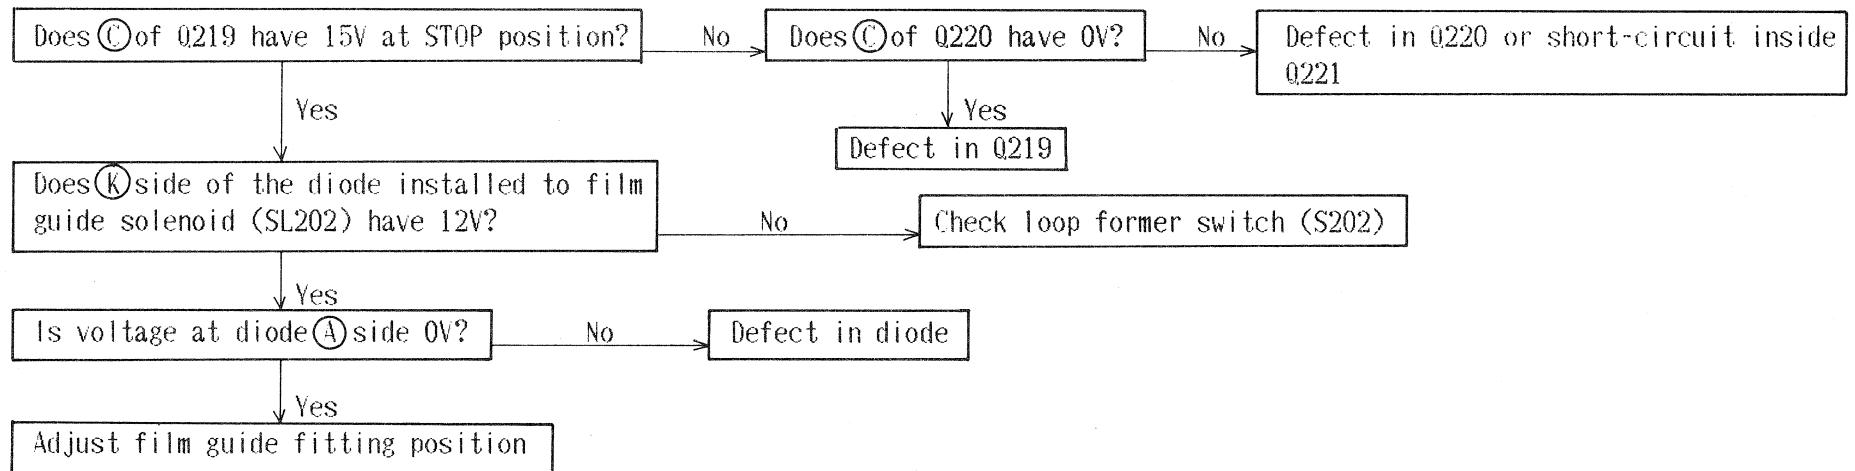 Does Ⓒ of Q219 have 15V at STOP position?
No
Does Ⓒ of Q220 have 0V?
No
Defect in Q220 or short-circuit inside
Q221
Yes
Yes
Defect in Q219
Does Ⓚ side of the diode installed to film
guide solenoid (SL202) have 12V?
No
Check loop former switch (S202)
Yes
Is voltage at diode Ⓐ side 0V?
No
Defect in diode
Yes
Adjust film guide fitting position